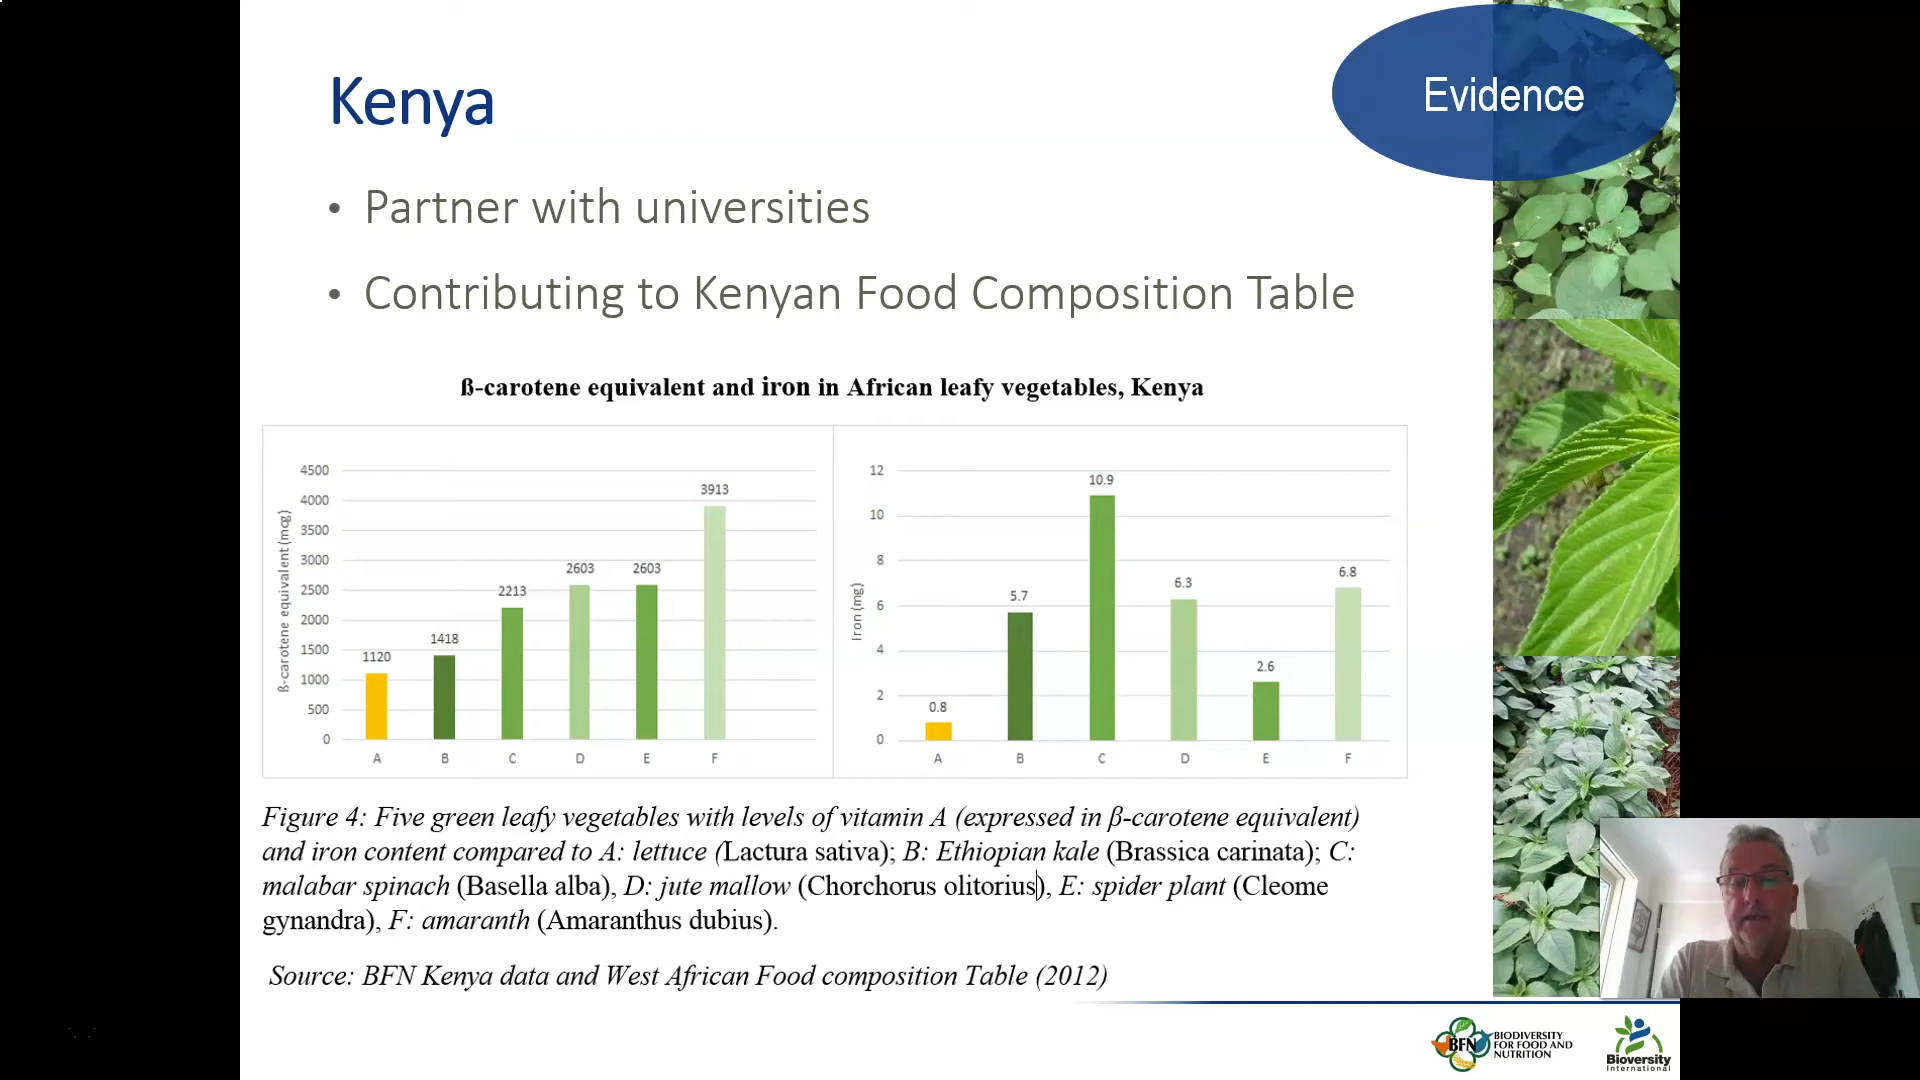 Kenya
Evidence
• Partner with universities
• Contributing to Kenyan Food Composition Table
ß-carotene equivalent and iron in African leafy vegetables, Kenya
ß-carotene equivalent (mcg)
4500
4000
3500
3000
2500
2000
1500
1000
500
0
1120
1418
2213
2603
2603
3913
A B C D E F
Iron (mg)
12
10
8
6
4
2
0
0.8
5.7
10.9
6.3
2.6
6.8
A B C D E F
Figure 4: Five green leafy vegetables with levels of vitamin A (expressed in β-carotene equivalent)
and iron content compared to A: lettuce (Lactura sativa); B: Ethiopian kale (Brassica carinata); C:
malabar spinach (Basella alba), D: jute mallow (Chorchorus olitorius), E: spider plant (Cleome
gynandra), F: amaranth (Amaranthus dubius).
Source: BFN Kenya data and West African Food composition Table (2012)
BFN
BIODIVERSITY
FOR FOOD AND
NUTRITION
Bioversity
International